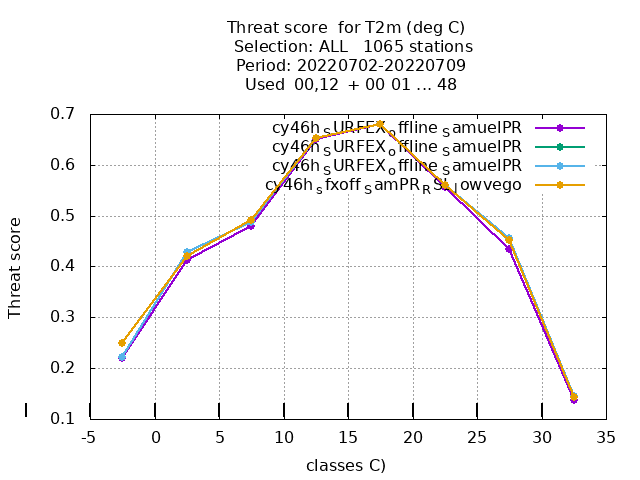 Threat score for T2m (deg C)
Selection: ALL 1065 stations
Period: 20220702-20220709
Used 00,12 + 00 01 ... 48
cy46h_SURFEX_offline_samuelPR
cy46h_SURFEX_offline_samuelPR
cy46h_SURFEX_offline_samuelPR
cy46h_sfxoff_samPR_RSI_lowvego
0.7
0.6
0.5
0.4
0.3
0.2
0.1
Threat score
-5 0 5 10 15 20 25 30 35
classes C)